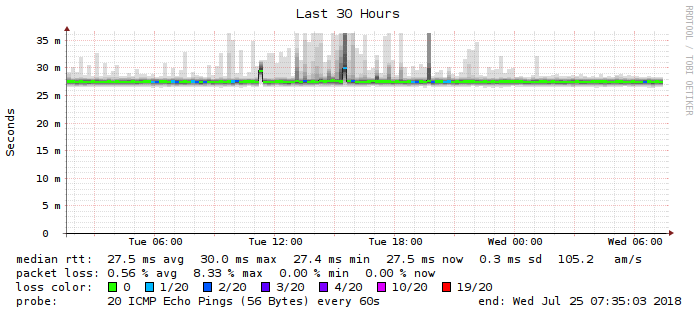 Last 30 Hours
RRDTOOL / TOBI OETIKER
Seconds
35 m
30 m
25 m
20 m
15 m
10 m
5 m
0
Tue 06:00 Tue 12:00 Tue 18:00 Wed 00:00 Wed 06:00
median rtt: 27.5 ms avg 30.0 ms max 27.4 ms min 27.5 ms now 0.3 ms sd 105.2 am/s
packet loss: 0.56 % avg 8.33 % max 0.00 % min 0.00 % now
loss color: 0 1/20 2/20 3/20 4/20 10/20 19/20
probe: 20 ICMP Echo Pings (56 Bytes) every 60s end: Wed Jul 25 07:35:03 2018